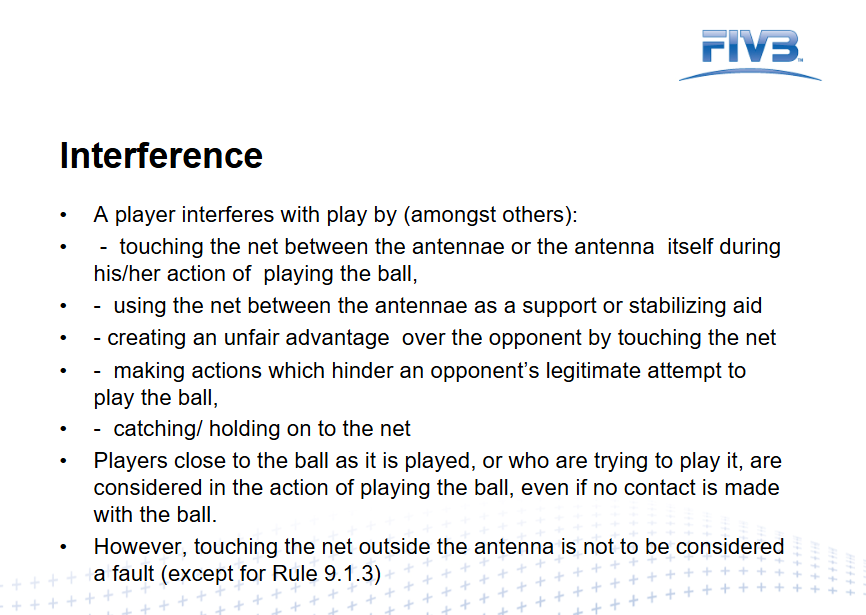 FIVB™
Interference
• A player interferes with play by (amongst others):
• - touching the net between the antennae or the antenna itself during
his/her action of playing the ball,
• - using the net between the antennae as a support or stabilizing aid
• - creating an unfair advantage over the opponent by touching the net
• - making actions which hinder an opponent’s legitimate attempt to
play the ball,
• - catching/ holding on to the net
• Players close to the ball as it is played, or who are trying to play it, are
considered in the action of playing the ball, even if no contact is made
with the ball.
• However, touching the net outside the antenna is not to be considered
a fault (except for Rule 9.1.3)